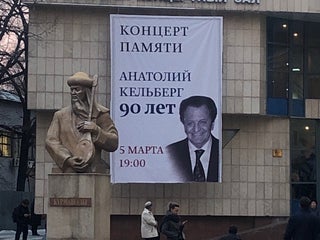 КОНЦЕРТ
ПАМЯТИ
АНАТОЛИЙ
КЕЛЬБЕРГ
90 лет
5 МАРТА
19:00